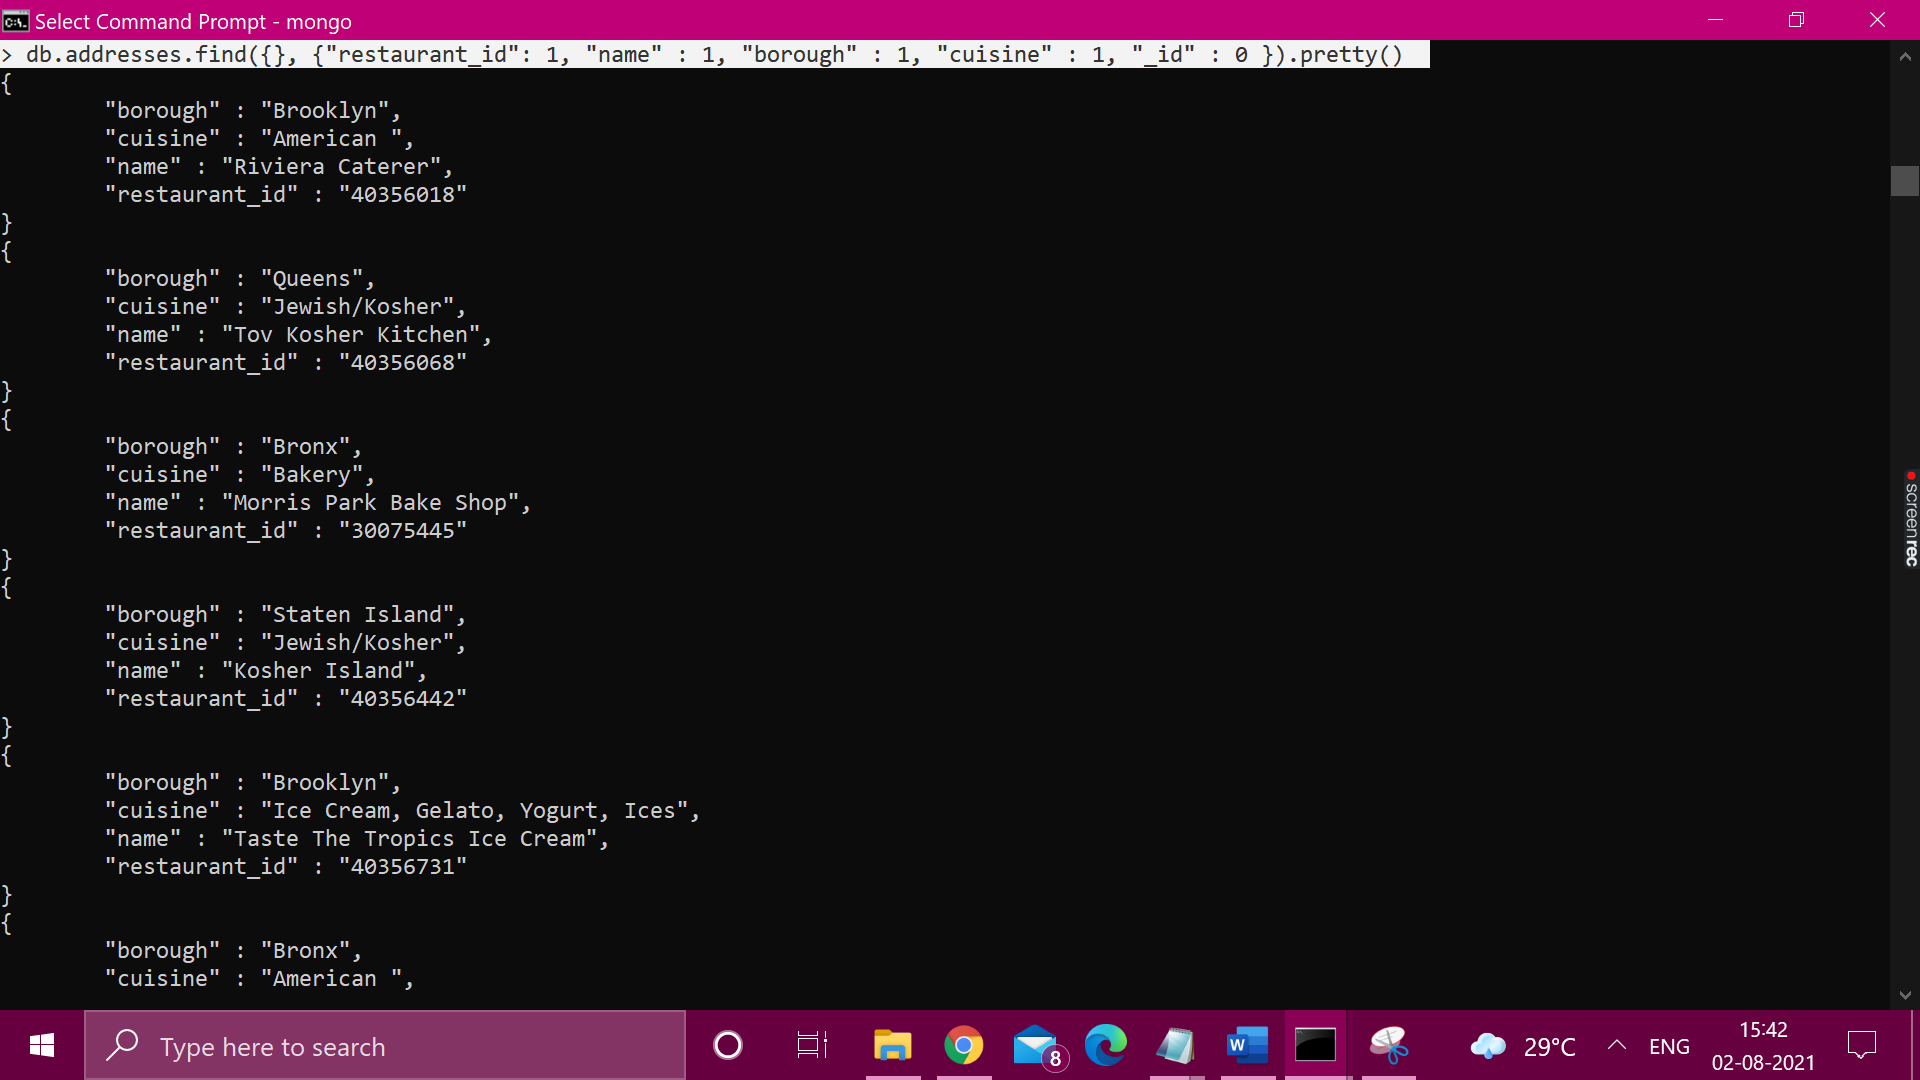 Select Command Prompt - mongo
> db.addresses.find({}, {"restaurant_id": 1, "name" : 1, "borough" : 1, "cuisine" : 1, "_id" : 0 }).pretty()
{
"borough" : "Brooklyn",
"cuisine" : "American ",
"name" : "Riviera Caterer",
"restaurant_id" : "40356018"
}
{
"borough" : "Queens",
"cuisine" : "Jewish/Kosher",
"name" : "Tov Kosher Kitchen",
"restaurant_id" : "40356068"
}
{
"borough" : "Bronx",
"cuisine" : "Bakery",
"name" : "Morris Park Bake Shop",
"restaurant_id" : "30075445"
}
{
"borough" : "Staten Island",
"cuisine" : "Jewish/Kosher",
"name" : "Kosher Island",
"restaurant_id" : "40356442"
}
{
"borough" : "Brooklyn",
"cuisine" : "Ice Cream, Gelato, Yogurt, Ices",
"name" : "Taste The Tropics Ice Cream",
"restaurant_id" : "40356731"
}
{
"borough" : "Bronx",
"cuisine" : "American ",
screenrec
Type here to search
8
W
29°C
ENG
15:42
02-08-2021